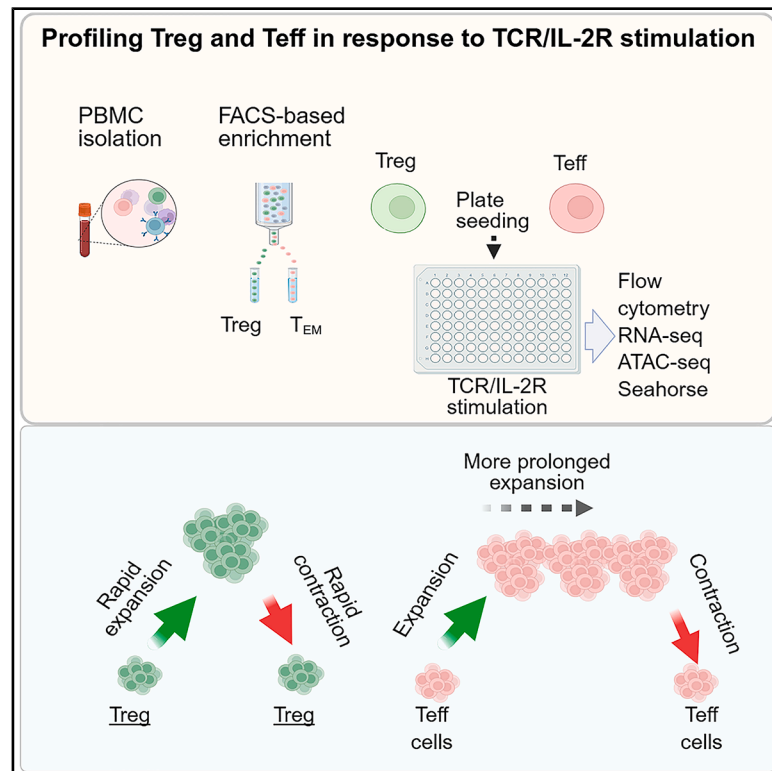 Profiling Treg and Teff in response to TCR/IL-2R stimulation
PBMC
isolation
FACS-based
enrichment
Treg
Teff
Plate
seeding
Treg
TEM
TCR/IL-2R
stimulation
Flow
cytometry
RNA-seq
ATAC-seq
Seahorse
More prolonged
expansion
Rapid
expansion
Rapid
contraction
Expansion
Contraction
Treg
Treg
Teff
cells
Teff
cells